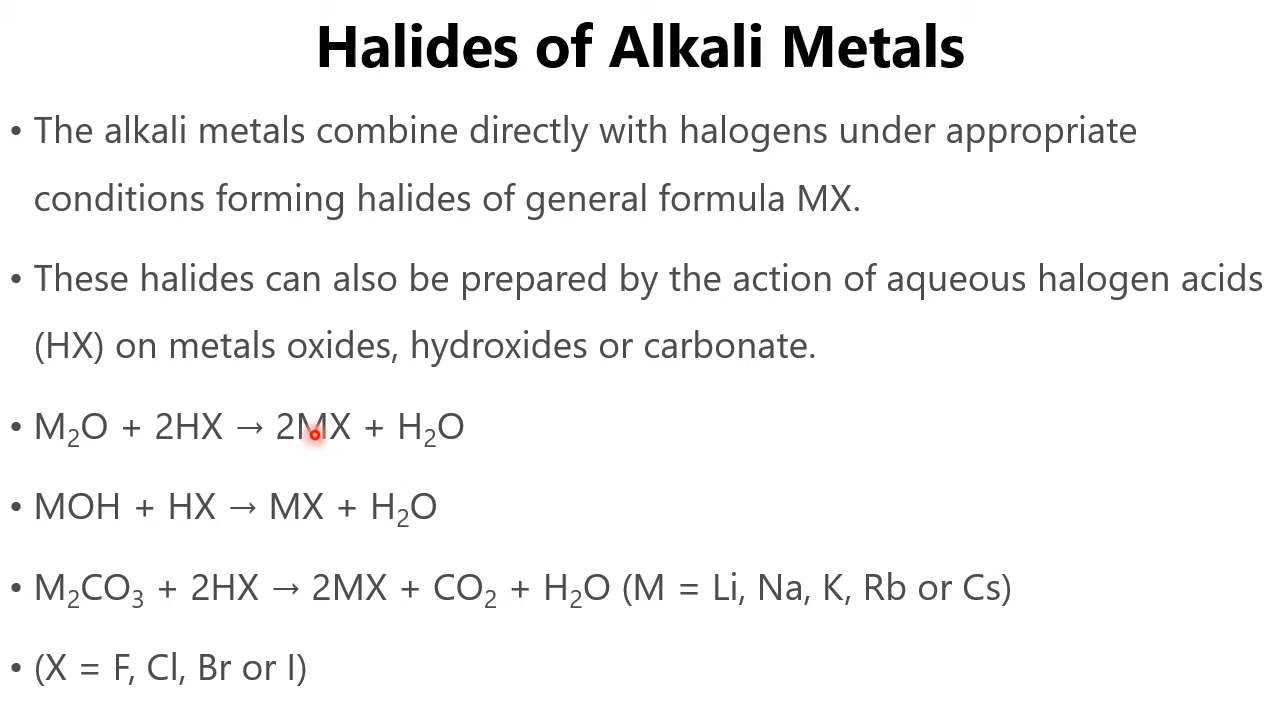 Halides of Alkali Metals
• The alkali metals combine directly with halogens under appropriate
conditions forming halides of general formula MX.
• These halides can also be prepared by the action of aqueous halogen acids
(HX) on metals oxides, hydroxides or carbonate.
• M₂O + 2HX → 2MX + H₂O
• MOH + HX → MX + H₂O
• M₂CO₃ + 2HX → 2MX + CO₂ + H₂O (M = Li, Na, K, Rb or Cs)
• (X = F, Cl, Br or I)